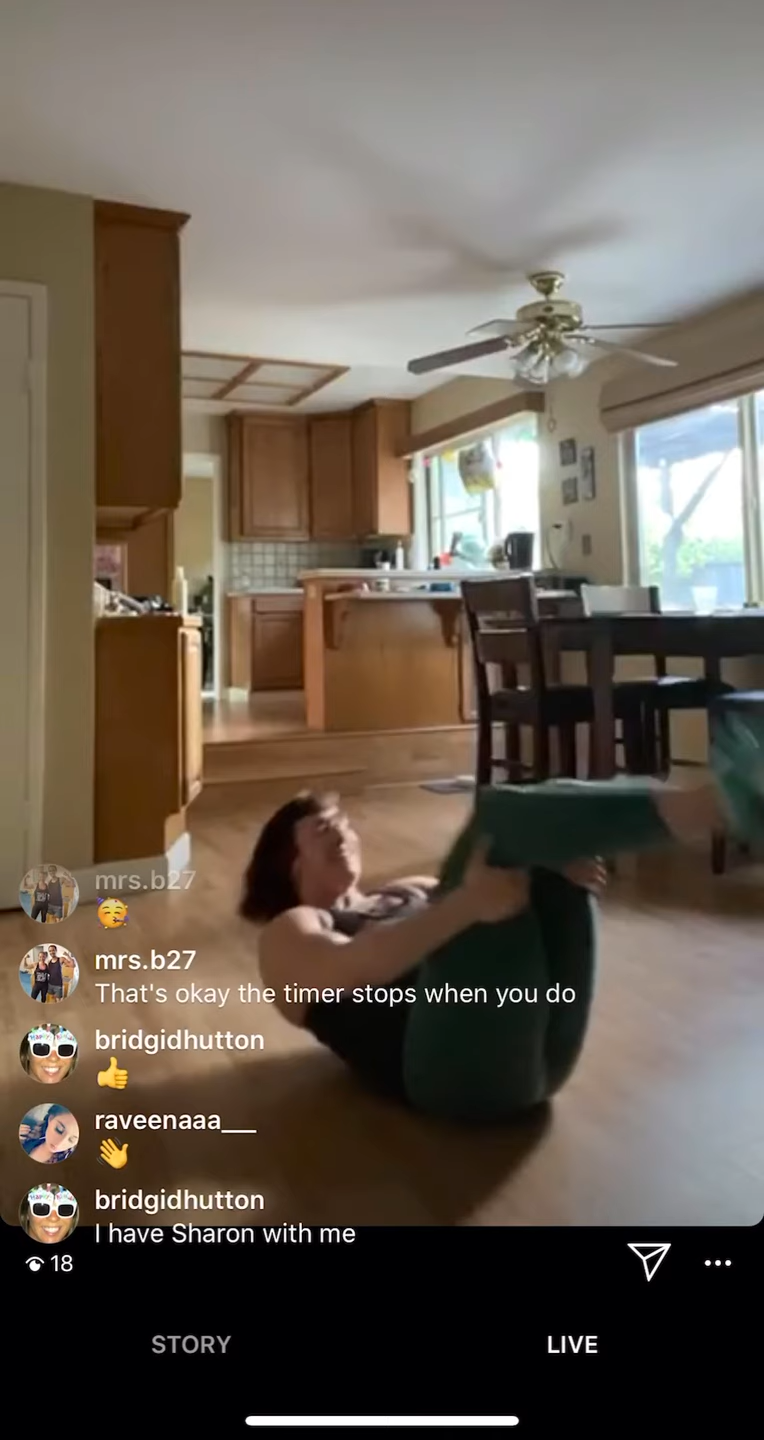 mrs.b27
🥳
mrs.b27
That's okay the timer stops when you do
bridgidhutton
👍
raveenaaa___
👋
bridgidhutton
I have Sharon with me
18
STORY
LIVE